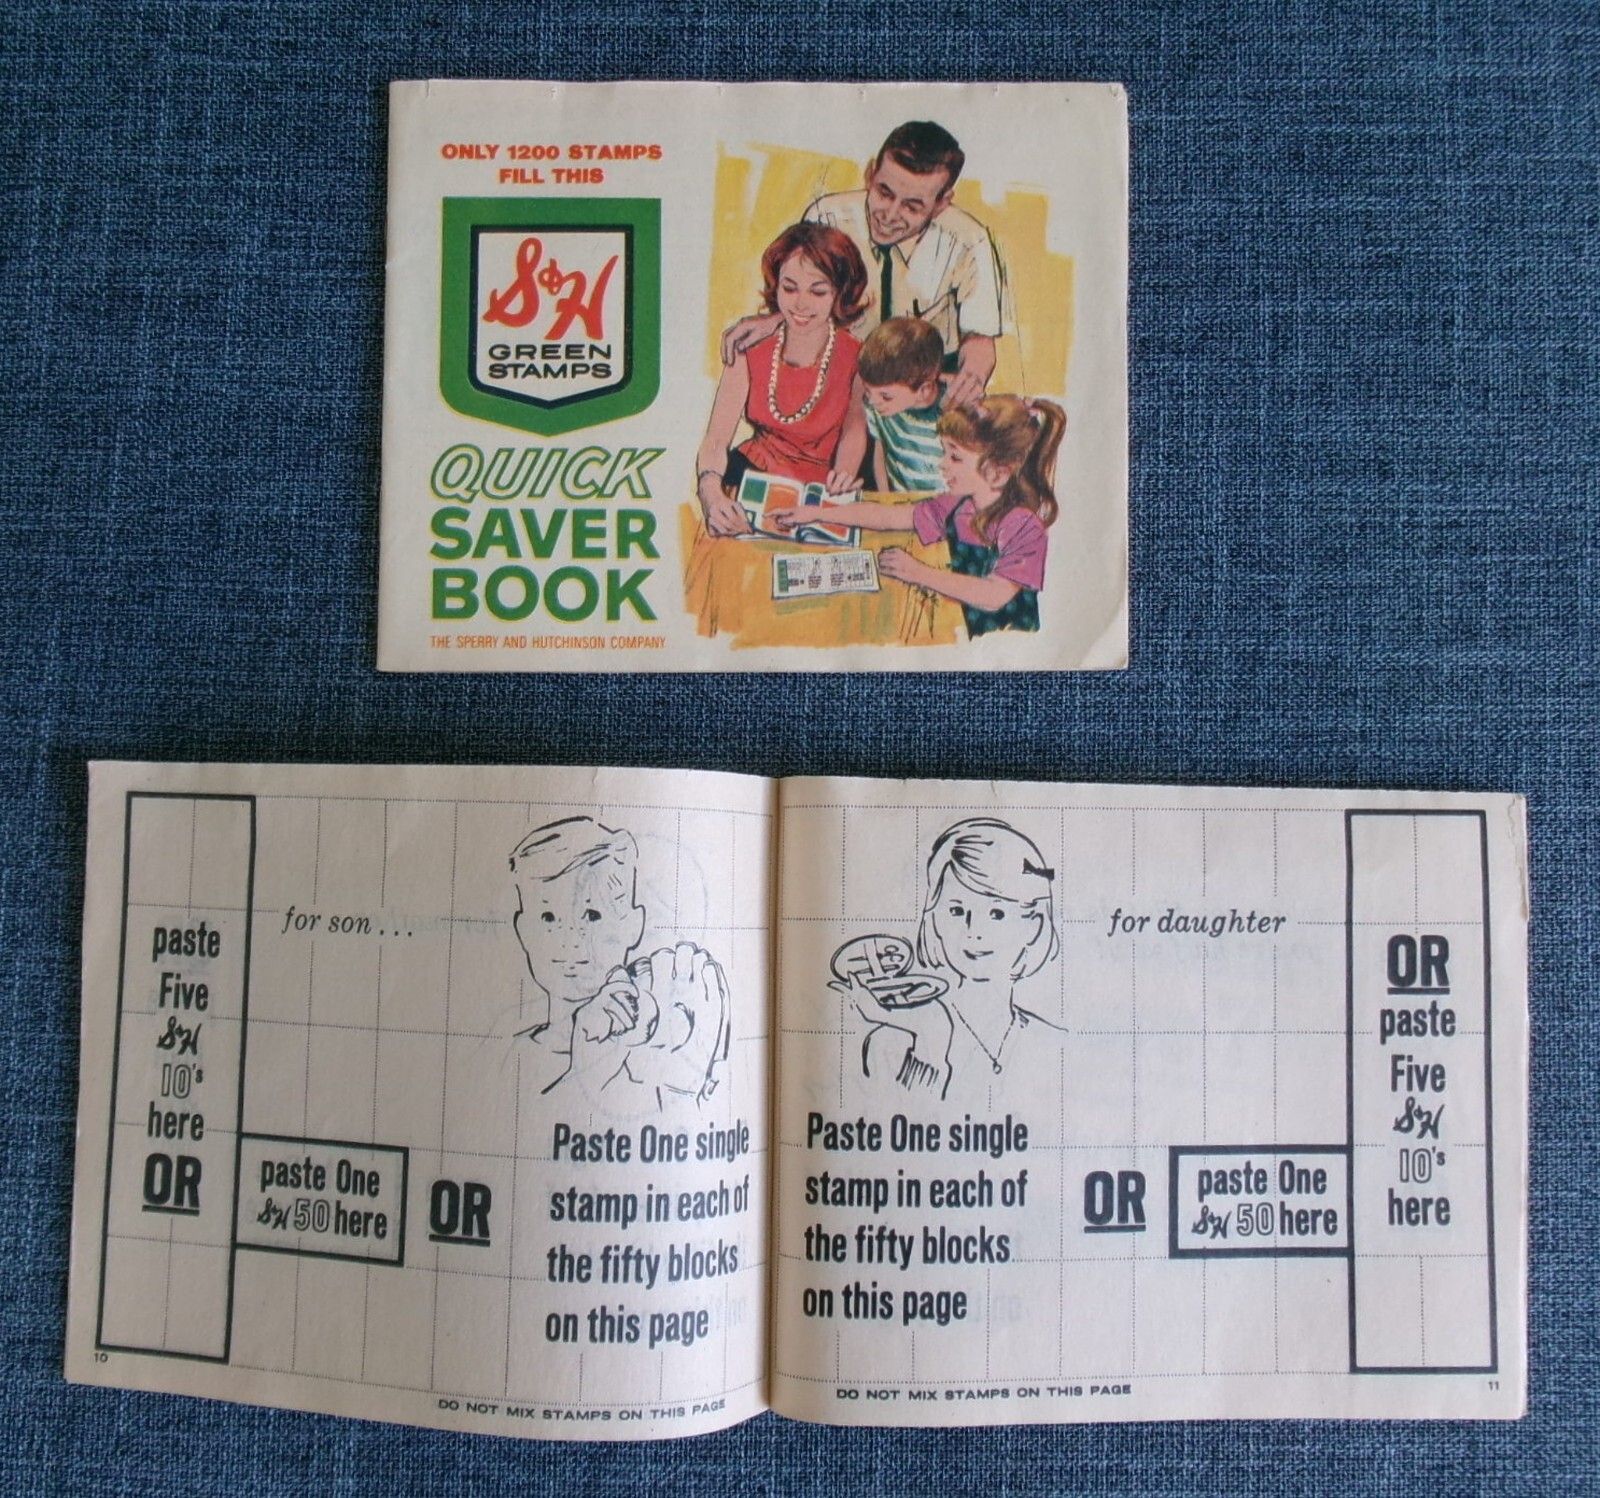 ONLY 1200 STAMPS
FILL THIS
S&H
GREEN
STAMPS
QUICK
SAVER
BOOK
THE SPERRY AND HUTCHINSON COMPANY
paste
Five
S&H
10's
here
OR
for son...
paste One
S&H 50 here
OR
Paste One single
stamp in each of
the fifty blocks
on this page
10
DO NOT MIX STAMPS ON THIS PAGE
for daughter
Paste One single
stamp in each of
the fifty blocks
on this page
OR
paste One
S&H 50 here
OR
paste
Five
S&H
10's
here
DO NOT MIX STAMPS ON THIS PAGE
11